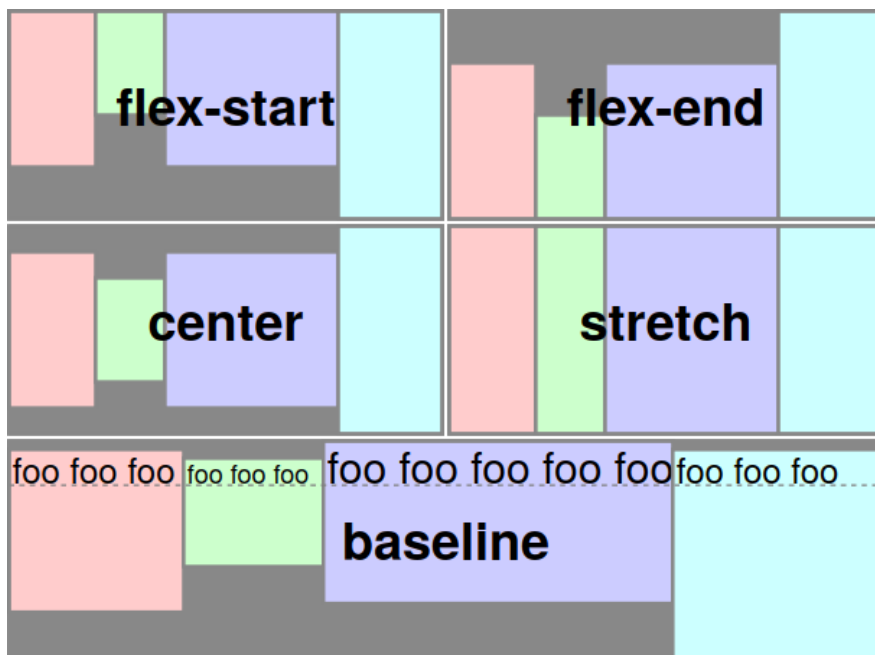 flex-start
flex-end
center
stretch
foo foo foo
foo foo foo
foo foo foo foo foo
foo foo foo
baseline